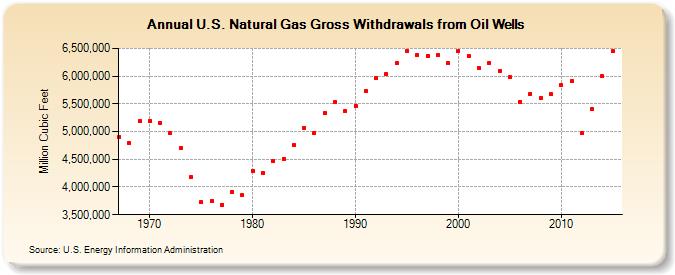 Annual U.S. Natural Gas Gross Withdrawals from Oil Wells
Million Cubic Feet
6,500,000
6,000,000
5,500,000
5,000,000
4,500,000
4,000,000
3,500,000
1970 1980 1990 2000 2010
Source: U.S. Energy Information Administration